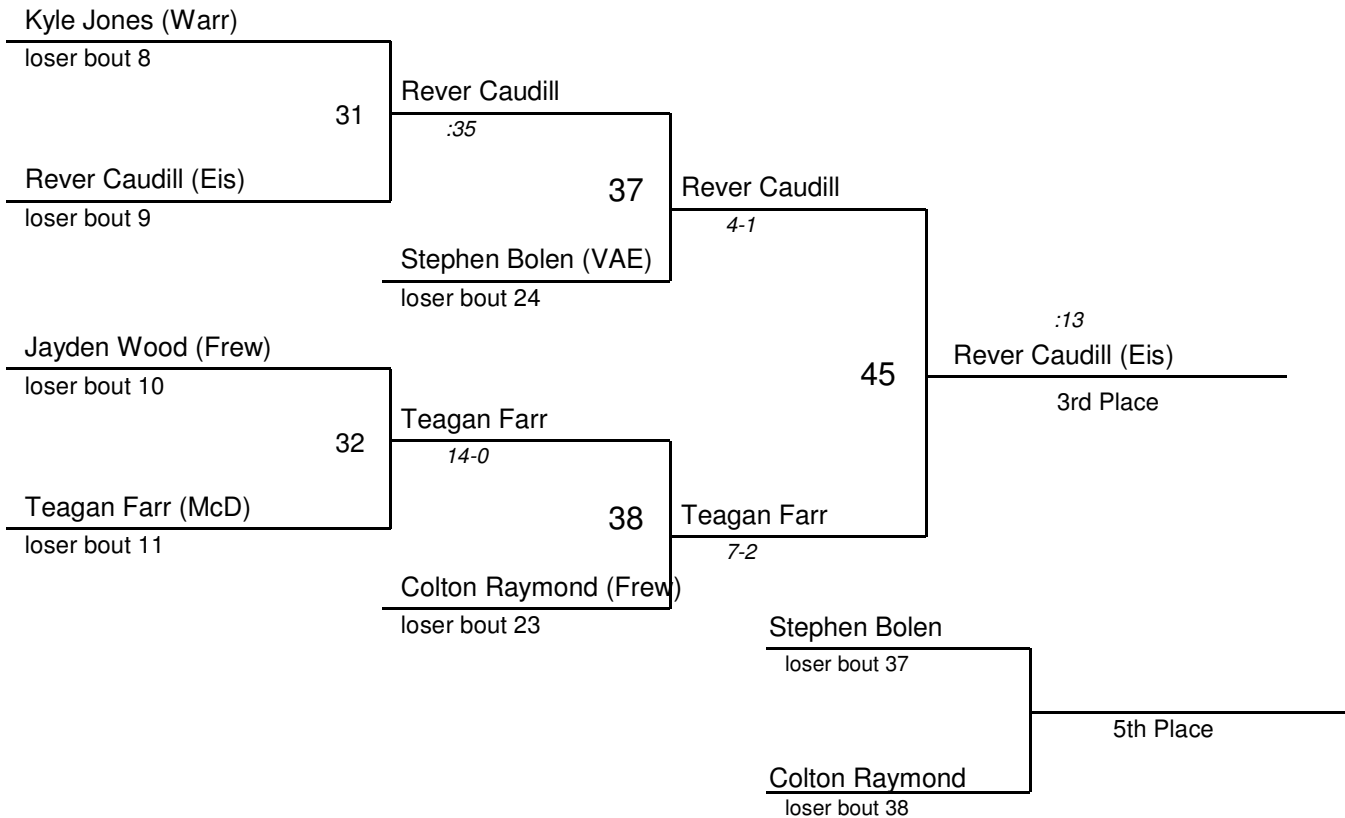 Kyle Jones (Warr)
loser bout 8
31
Rever Caudill
:35
Rever Caudill (Eis)
loser bout 9
37
Rever Caudill
4-1
Stephen Bolen (VAE)
loser bout 24
Jayden Wood (Frew)
loser bout 10
32
Teagan Farr
14-0
Teagan Farr (McD)
loser bout 11
38
Teagan Farr
7-2
Colton Raymond (Frew)
loser bout 23
45
:13
Rever Caudill (Eis)
3rd Place
Stephen Bolen
loser bout 37
5th Place
Colton Raymond
loser bout 38